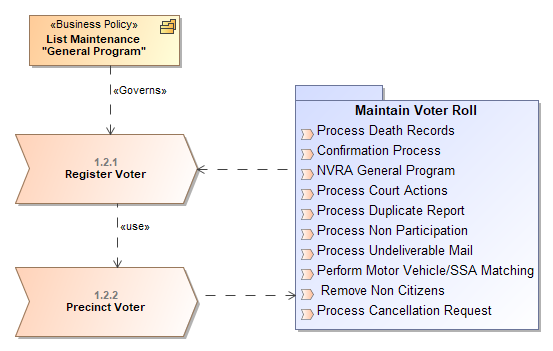 «Business Policy»
List Maintenance
"General Program"
«Governs»
1.2.1
Register Voter
«use»
1.2.2
Precinct Voter
Maintain Voter Roll
Process Death Records
Confirmation Process
NVRA General Program
Process Court Actions
Process Duplicate Report
Process Non Participation
Process Undeliverable Mail
Perform Motor Vehicle/SSA Matching
Remove Non Citizens
Process Cancellation Request